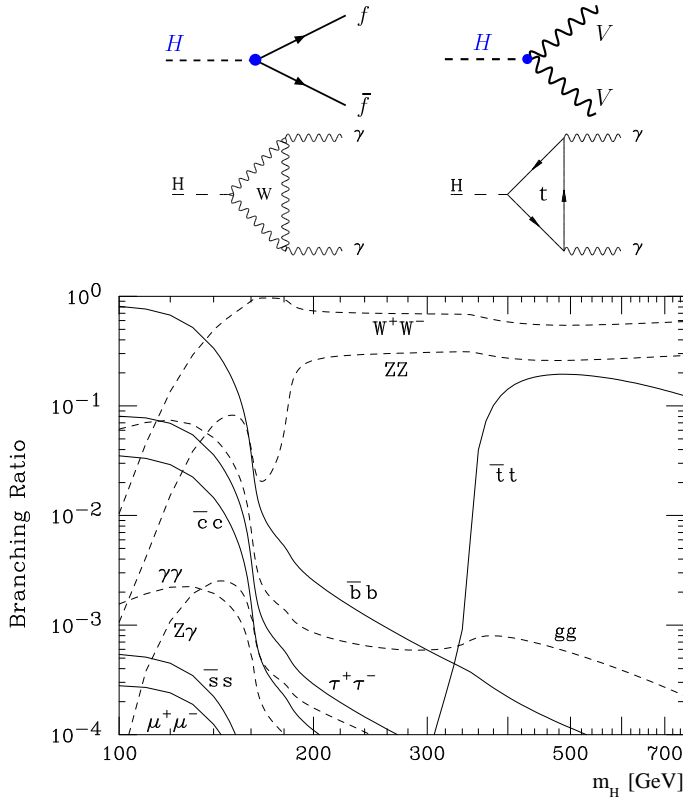 H f f̄
H V V
H W γ γ
H t γ γ
10⁰
W⁺W⁻
ZZ
10⁻¹
t̄t
c̄c
10⁻²
b̄b
γγ
gg
10⁻³
Zγ
s̄s
τ⁺τ⁻
μ⁺μ⁻
10⁻⁴
Branching Ratio
100 200 300 400 500 700
m_H [GeV]